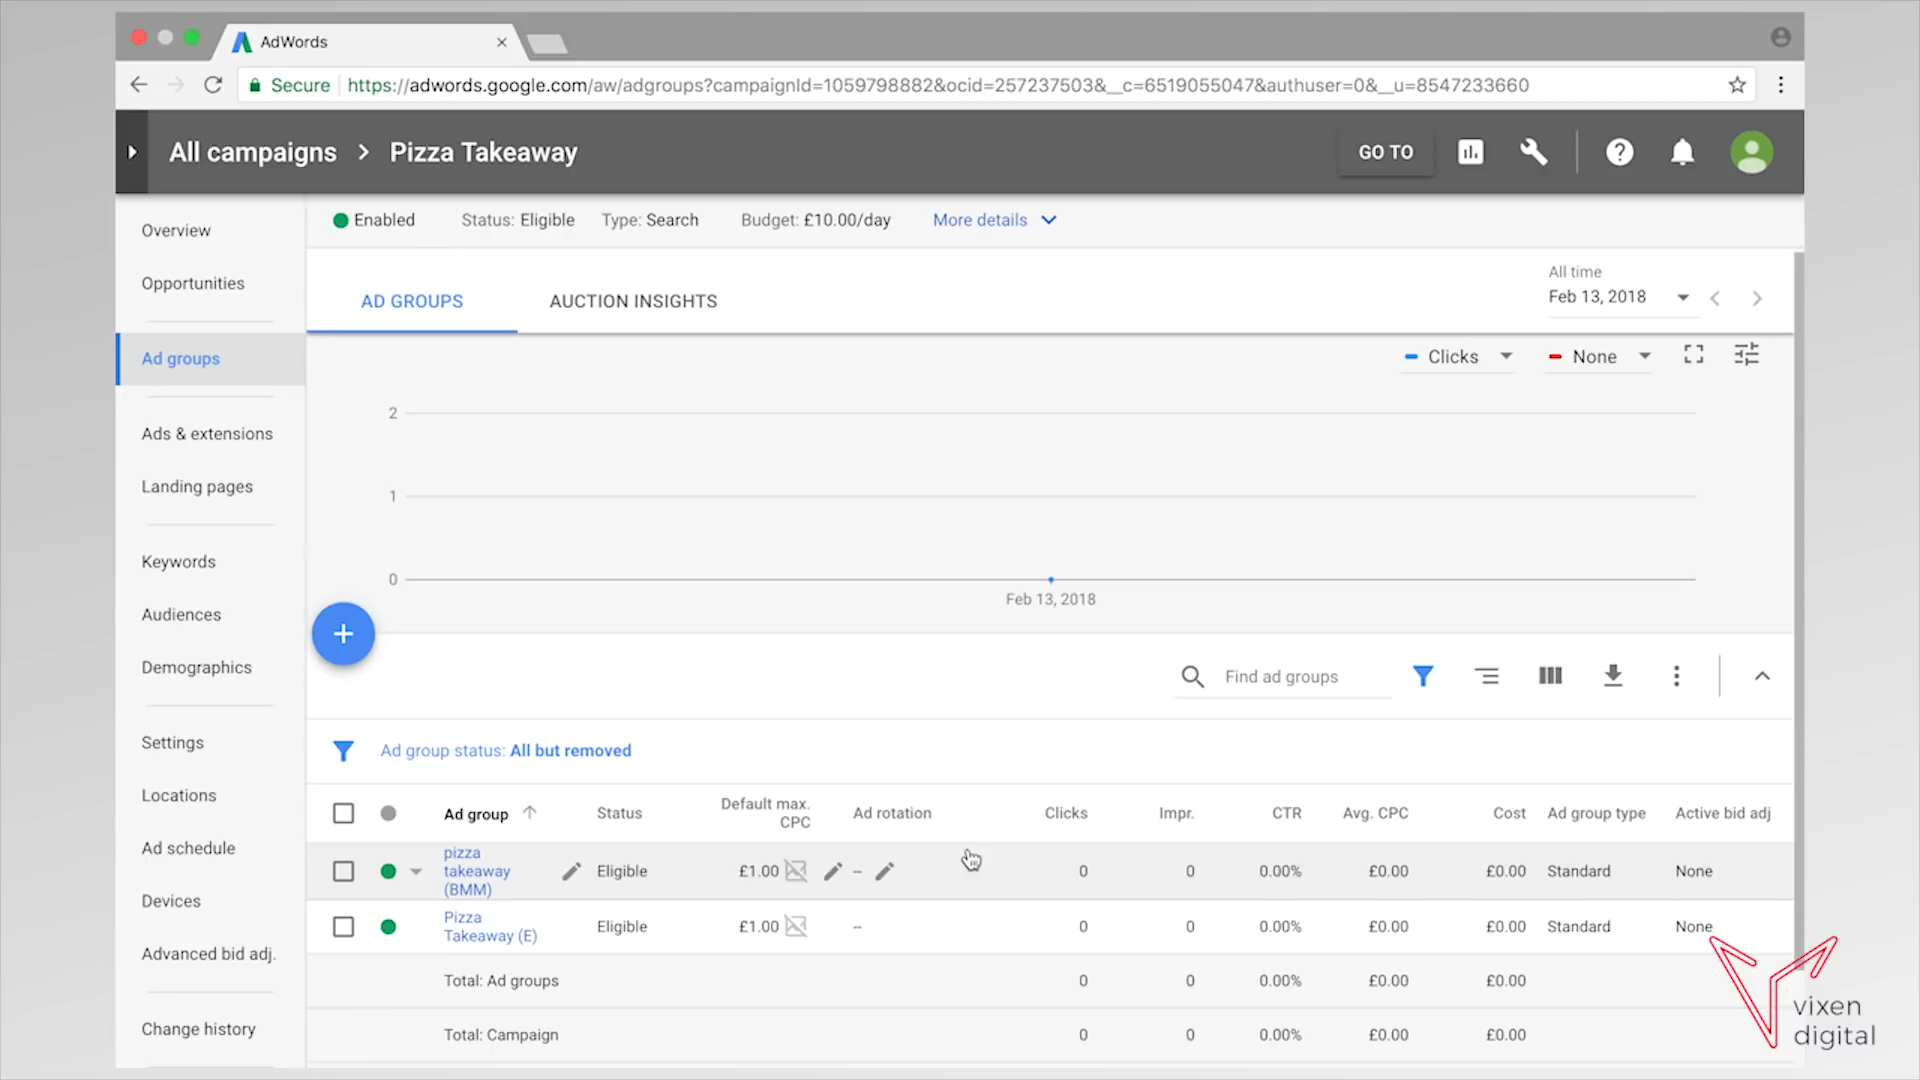 AdWords
Secure https://adwords.google.com/aw/adgroups?campaignId=1059798882&ocid=257237503&__c=6519055047&authuser=0&__u=8547233660
All campaigns > Pizza Takeaway
GO TO
Enabled Status: Eligible Type: Search Budget: £10.00/day More details
Overview
Opportunities
Ad groups
Ads & extensions
Landing pages
Keywords
Audiences
Demographics
Settings
Locations
Ad schedule
Devices
Advanced bid adj.
Change history
AD GROUPS AUCTION INSIGHTS
All time
Feb 13, 2018
Clicks None
2
1
0
Feb 13, 2018
Find ad groups
Ad group status: All but removed
Ad group Status Default max. CPC Ad rotation Clicks Impr. CTR Avg. CPC Cost Ad group type Active bid adj
pizza takeaway (BMM) Eligible £1.00 -- 0 0 0.00% £0.00 £0.00 Standard None
Pizza Takeaway (E) Eligible £1.00 -- 0 0 0.00% £0.00 £0.00 Standard None
Total: Ad groups 0 0 0.00% £0.00 £0.00
Total: Campaign 0 0 0.00% £0.00 £0.00
vixen
digital